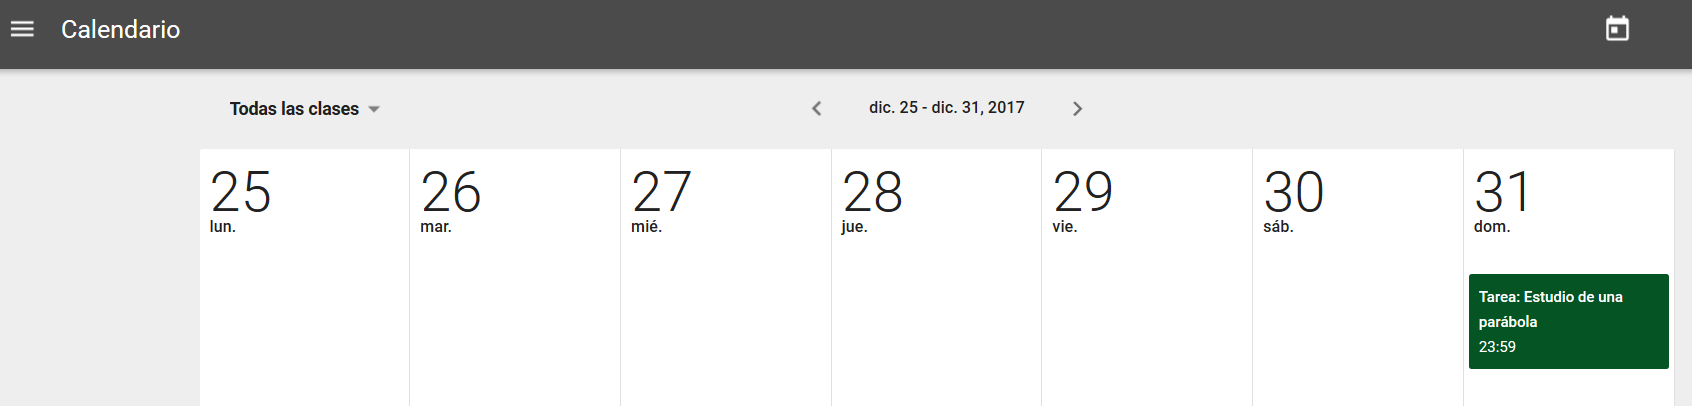 Calendario
Todas las clases
dic. 25 - dic. 31, 2017
25 26 27 28 29 30 31
lun. mar. mié. jue. vie. sáb. dom.
Tarea: Estudio de una
parábola
23:59